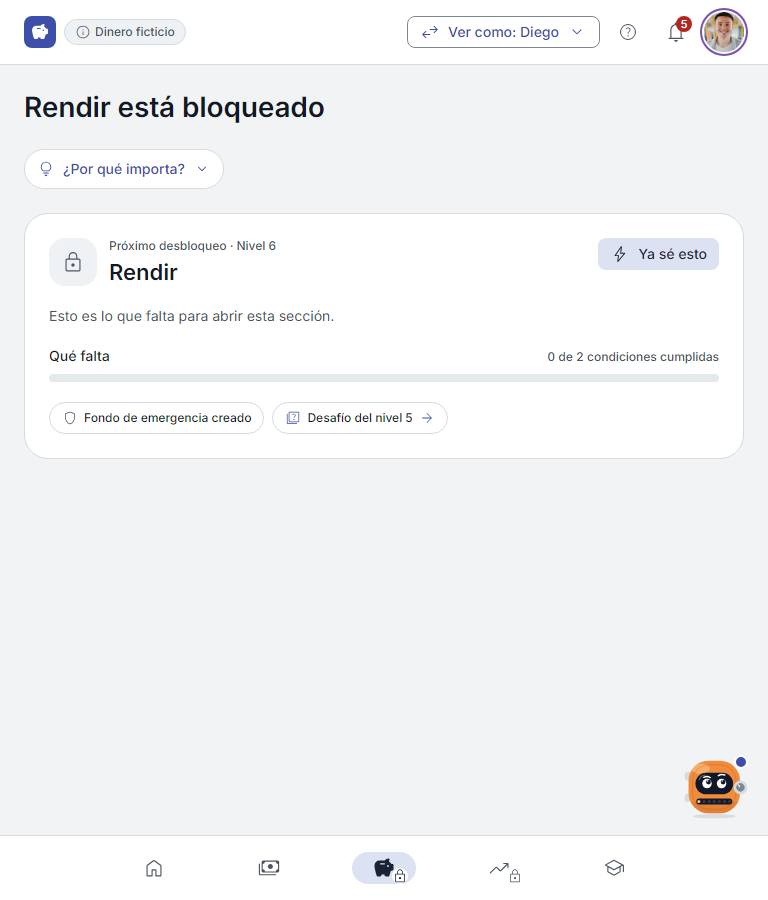 Dinero ficticio
Ver como: Diego
5
Rendir está bloqueado
¿Por qué importa?
Próximo desbloqueo · Nivel 6
Rendir
Ya sé esto
Esto es lo que falta para abrir esta sección.
Qué falta
0 de 2 condiciones cumplidas
Fondo de emergencia creado
Desafío del nivel 5